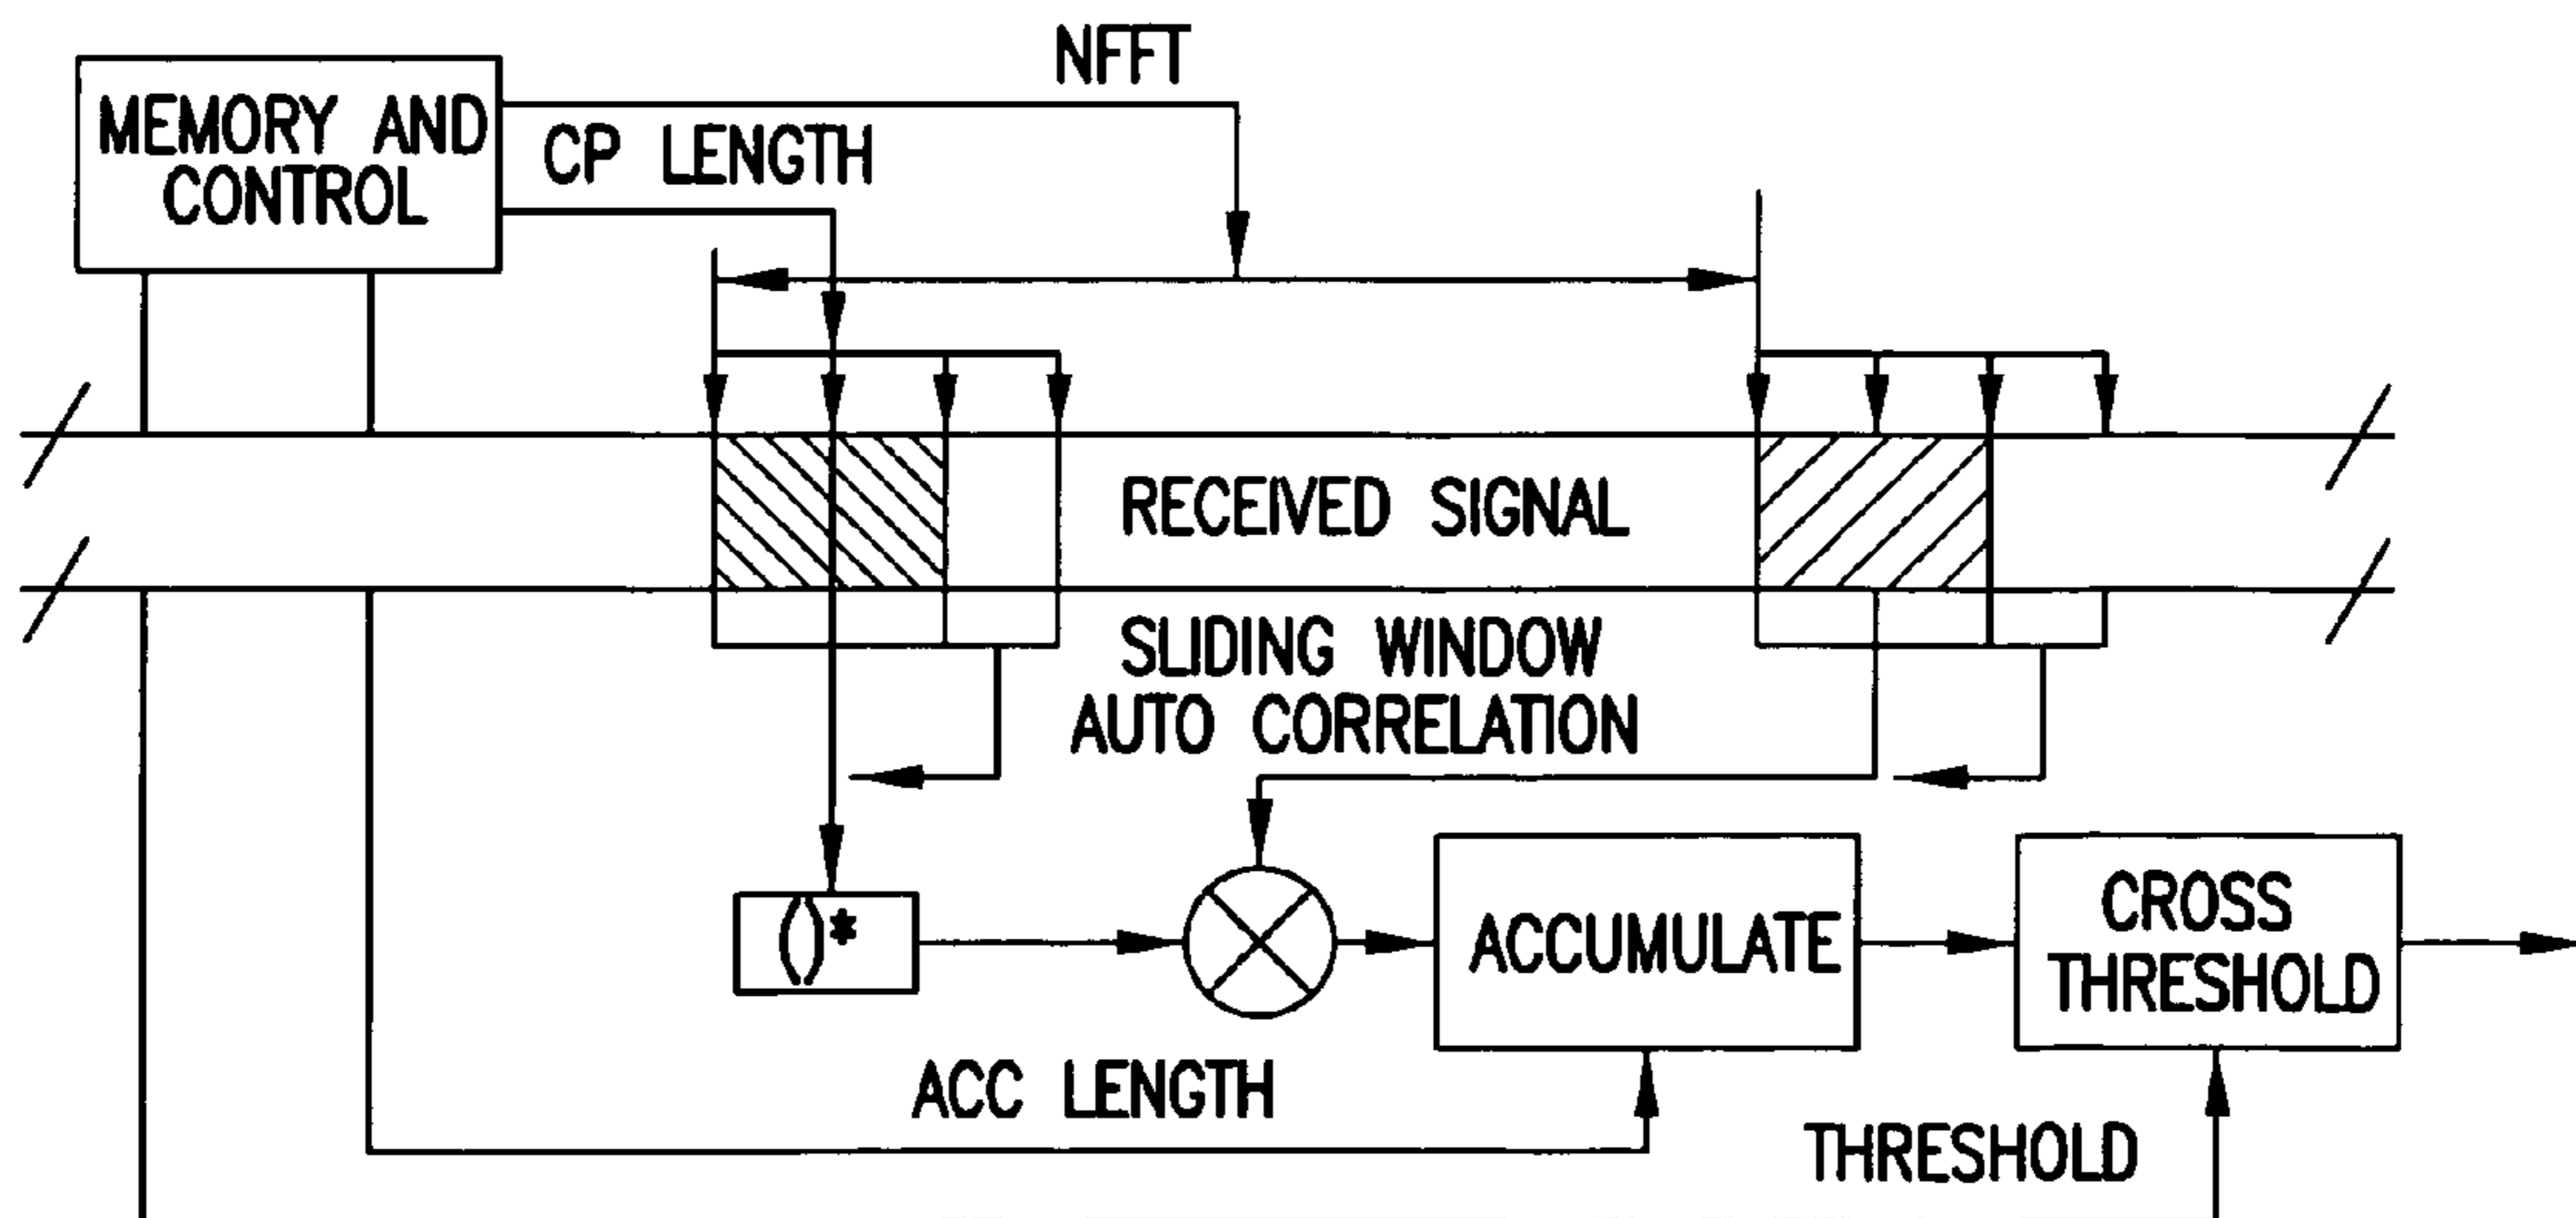 NFFT
MEMORY AND
CONTROL
CP LENGTH
RECEIVED SIGNAL
SLIDING WINDOW
AUTO CORRELATION
()*
ACCUMULATE
CROSS
THRESHOLD
ACC LENGTH
THRESHOLD